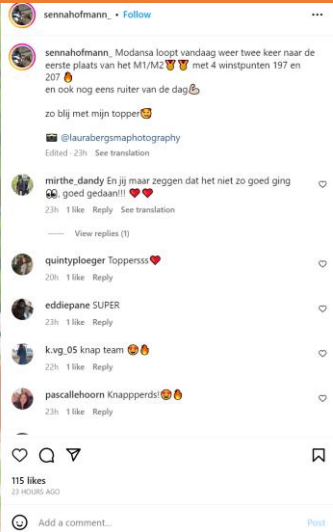 sennahofmann_ • Follow
sennahofmann_ Modansa loopt vandaag weer twee keer naar de
eerste plaats van het M1/M2🏅🏅 met 4 winstpunten 197 en
207🔥
en ook nog eens ruiter van de dag💪🏼
zo blij met mijn topper🥰
📸 @laurabergsmaphotography
Edited · 23h See translation
mirthe_dandy En jij maar zeggen dat het niet zo goed ging
👀, goed gedaan!!! ❤️❤️
23h 1 like Reply See translation
View replies (1)
quintyploeger Toppersss❤️
20h 1 like Reply
eddiepane SUPER
23h 1 like Reply
k.vg_05 knap team 😍🔥
22h 1 like Reply
pascallehoorn Knappperds!😍🔥
23h 1 like Reply
115 likes
23 HOURS AGO
Add a comment...
Post